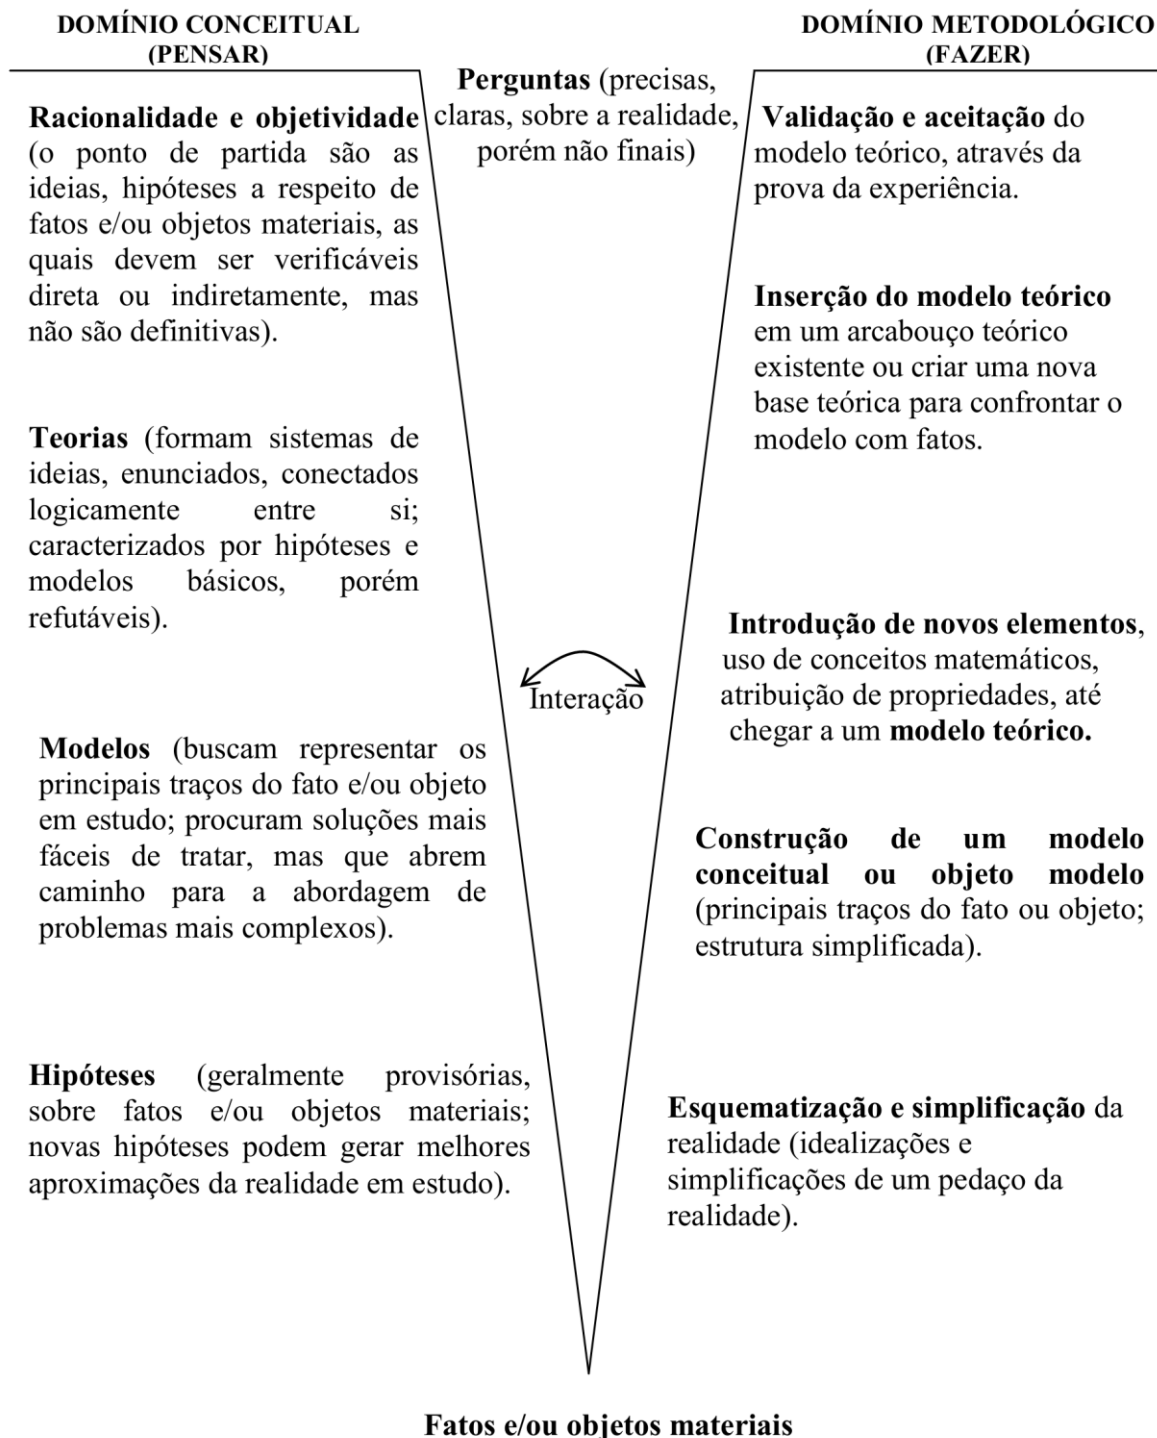 DOMÍNIO CONCEITUAL
(PENSAR)
Racionalidade e objetividade
(o ponto de partida são as
ideias, hipóteses a respeito de
fatos e/ou objetos materiais, as
quais devem ser verificáveis
direta ou indiretamente, mas
não são definitivas).
Teorias (formam sistemas de
ideias, enunciados, conectados
logicamente entre si;
caracterizados por hipóteses e
modelos básicos, porém
refutáveis).
Modelos (buscam representar os
principais traços do fato e/ou objeto
em estudo; procuram soluções mais
fáceis de tratar, mas que abrem
caminho para a abordagem de
problemas mais complexos).
Hipóteses (geralmente provisórias,
sobre fatos e/ou objetos materiais;
novas hipóteses podem gerar melhores
aproximações da realidade em estudo).
Perguntas (precisas,
claras, sobre a realidade,
porém não finais)
Interação
DOMÍNIO METODOLÓGICO
(FAZER)
Validação e aceitação do
modelo teórico, através da
prova da experiência.
Inserção do modelo teórico
em um arcabouço teórico
existente ou criar uma nova
base teórica para confrontar o
modelo com fatos.
Introdução de novos elementos,
uso de conceitos matemáticos,
atribuição de propriedades, até
chegar a um modelo teórico.
Construção de um modelo
conceitual ou objeto modelo
(principais traços do fato ou objeto;
estrutura simplificada).
Esquematização e simplificação da
realidade (idealizações e
simplificações de um pedaço da
realidade).
Fatos e/ou objetos materiais